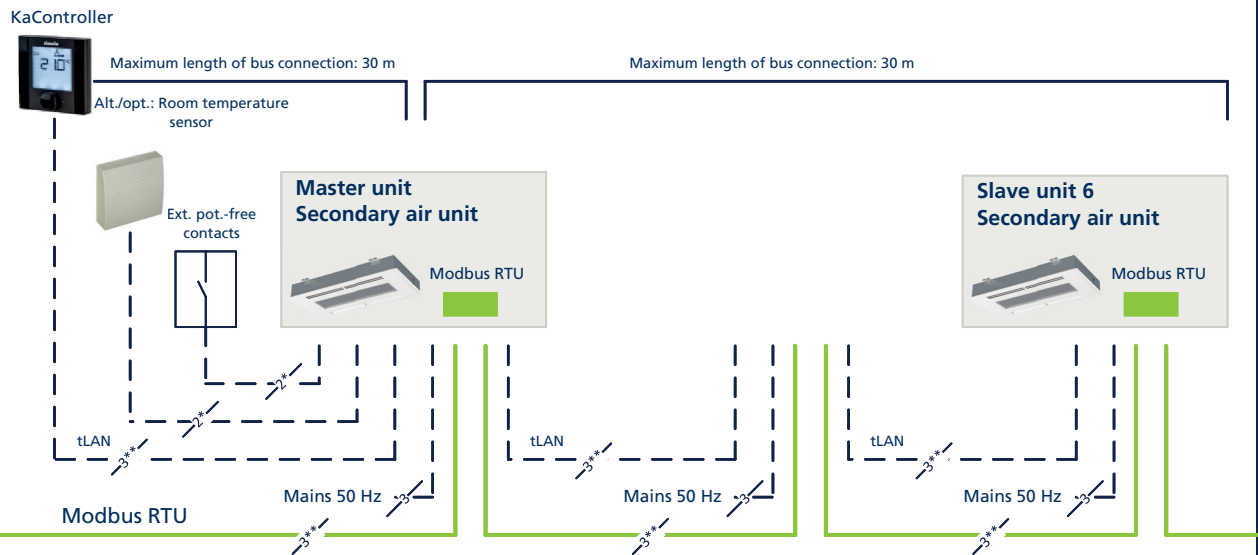 KaController
21.0
Maximum length of bus connection: 30 m
Maximum length of bus connection: 30 m
Alt./opt.: Room temperature
sensor
Ext. pot.-free
contacts
Master unit
Secondary air unit
Modbus RTU
Slave unit 6
Secondary air unit
Modbus RTU
2*
2*
tLAN
3**
tLAN
3**
tLAN
3**
Mains 50 Hz
3
Mains 50 Hz
3
Mains 50 Hz
3
Modbus RTU
3**
3**
3**